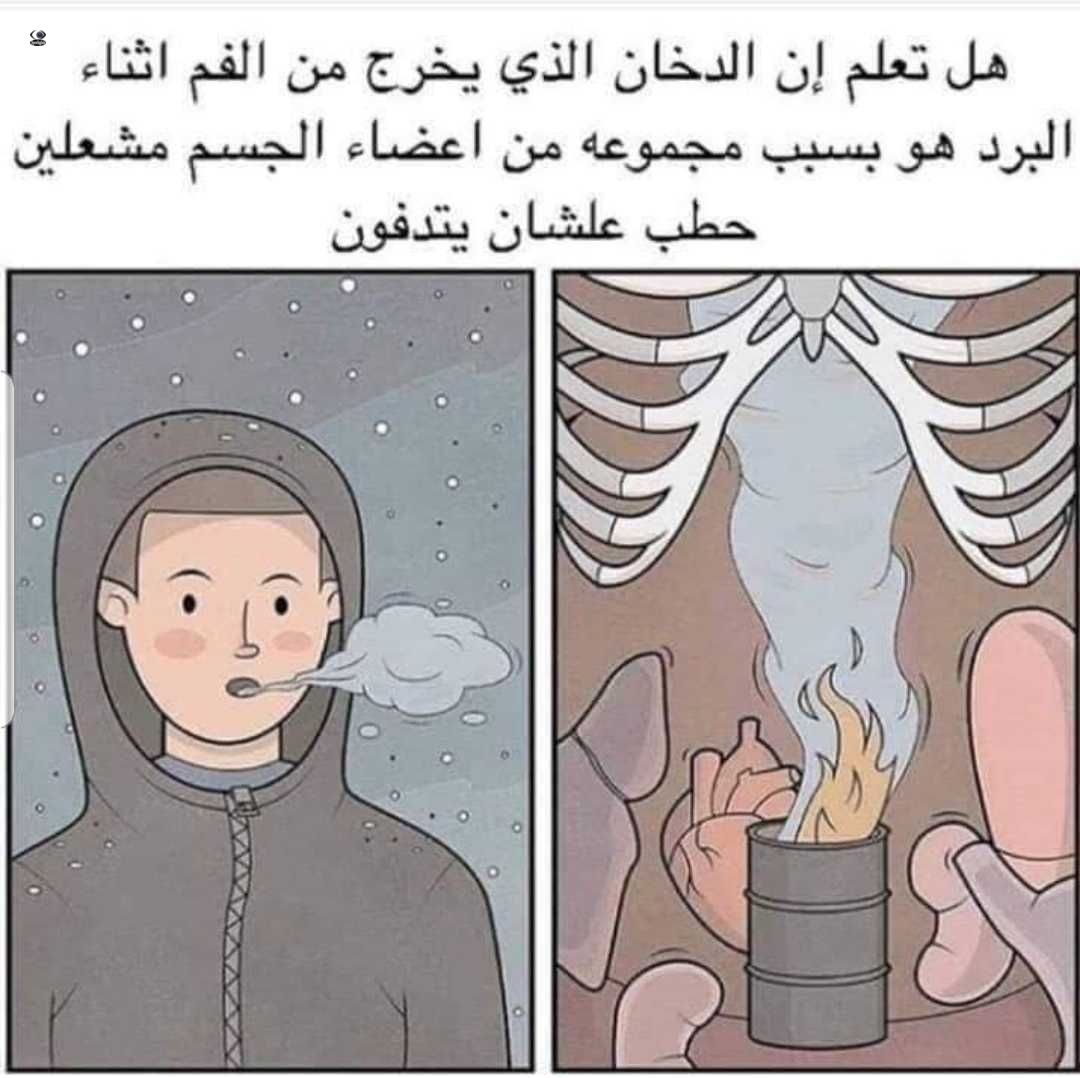 هل تعلم إن الدخان الذي يخرج من الفم اثناء
البرد هو بسبب مجموعه من اعضاء الجسم مشعلين
حطب علشان يتدفون